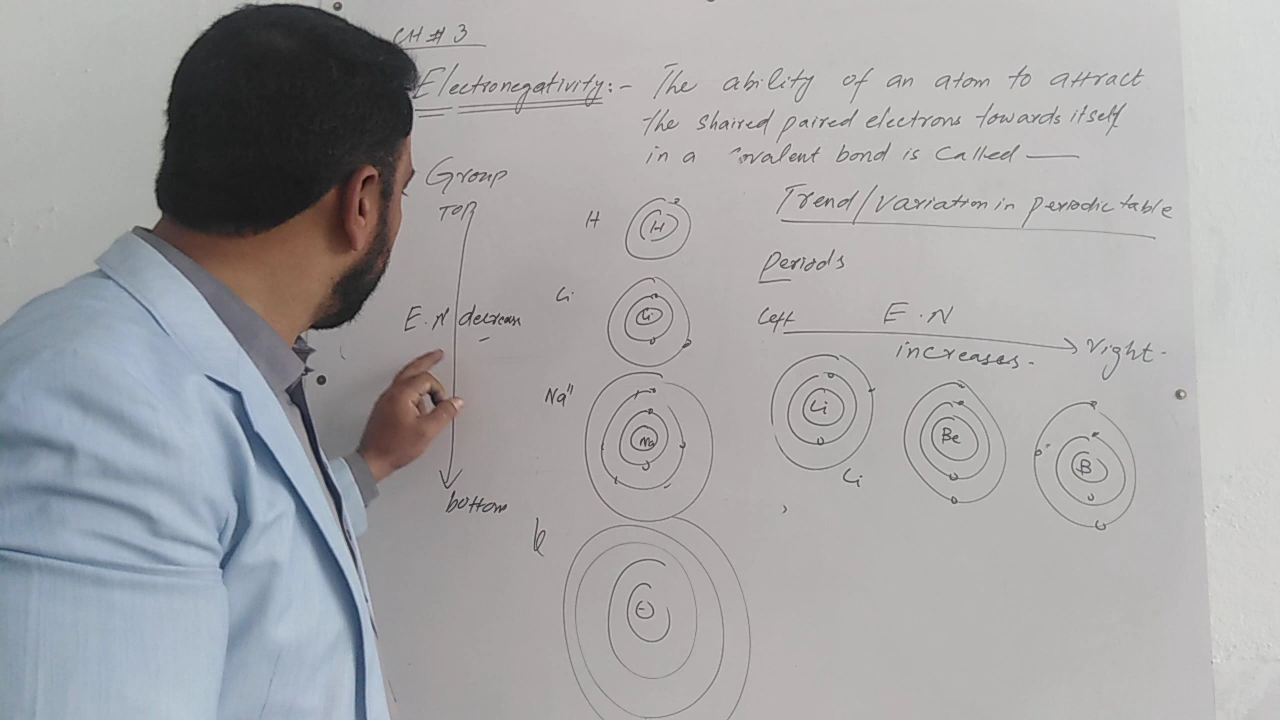 CH # 3
Electronegativity:- The ability of an atom to attract
the shaired paired electrons towards itself
in a covalent bond is called —
Group
TOP
E.N decrease
bottom
H
H
Li
Li
Na"
Na
k
Trend/variation in periodic table
Periods
Left E.N right.
increases.
Li
Be
B
Li